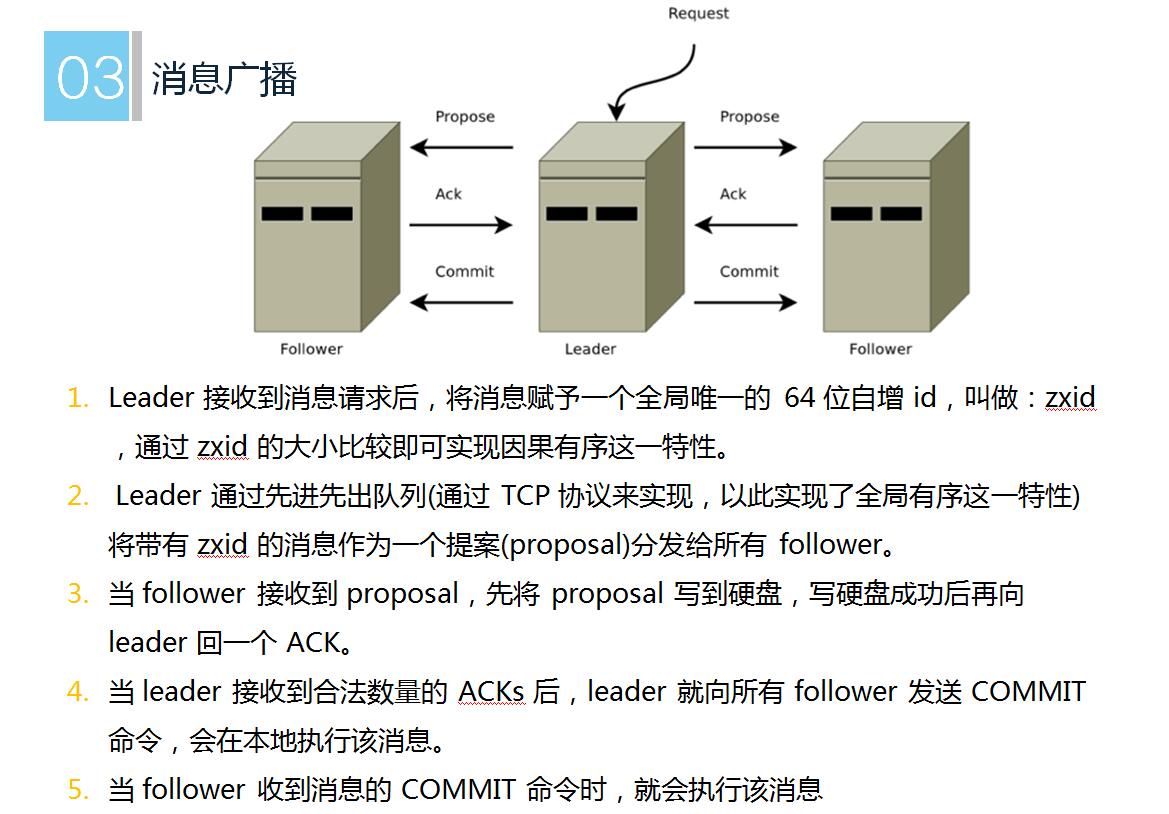 Request
03 消息广播
Propose Propose
Ack Ack
Commit Commit
Follower Leader Follower
1. Leader 接收到消息请求后，将消息赋予一个全局唯一的 64 位自增 id，叫做：zxid
，通过 zxid 的大小比较即可实现因果有序这一特性。
2. Leader 通过先进先出队列(通过 TCP 协议来实现，以此实现了全局有序这一特性)
将带有 zxid 的消息作为一个提案(proposal)分发给所有 follower。
3. 当 follower 接收到 proposal，先将 proposal 写到硬盘，写硬盘成功后再向
leader 回一个 ACK。
4. 当 leader 接收到合法数量的 ACKs 后，leader 就向所有 follower 发送 COMMIT
命令，会在本地执行该消息。
5. 当 follower 收到消息的 COMMIT 命令时，就会执行该消息